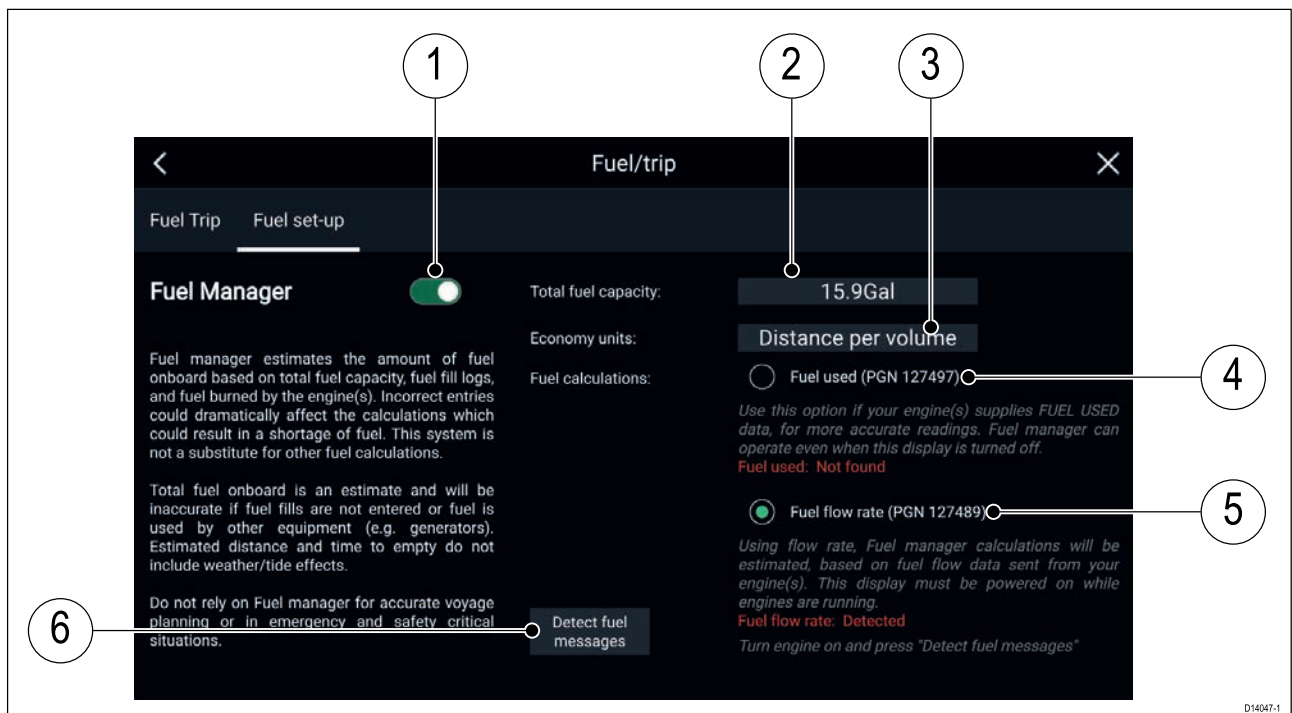 1
2
3
Fuel/trip
Fuel Trip
Fuel set-up
Fuel Manager
Fuel manager estimates the amount of fuel
onboard based on total fuel capacity, fuel fill logs,
and fuel burned by the engine(s). Incorrect entries
could dramatically affect the calculations which
could result in a shortage of fuel. This system is
not a substitute for other fuel calculations.
Total fuel onboard is an estimate and will be
inaccurate if fuel fills are not entered or fuel is
used by other equipment (e.g. generators).
Estimated distance and time to empty do not
include weather/tide effects.
Do not rely on Fuel manager for accurate voyage
planning or in emergency and safety critical
situations.
6
Total fuel capacity:
15.9Gal
Economy units:
Distance per volume
Fuel calculations:
Fuel used (PGN 127497)
4
Use this option if your engine(s) supplies FUEL USED
data, for more accurate readings. Fuel manager can
operate even when this display is turned off.
Fuel used: Not found
Fuel flow rate (PGN 127489)
5
Using flow rate, Fuel manager calculations will be
estimated, based on fuel flow data sent from your
engine(s). This display must be powered on while
engines are running.
Fuel flow rate: Detected
Turn engine on and press "Detect fuel messages"
Detect fuel
messages
D14047-1